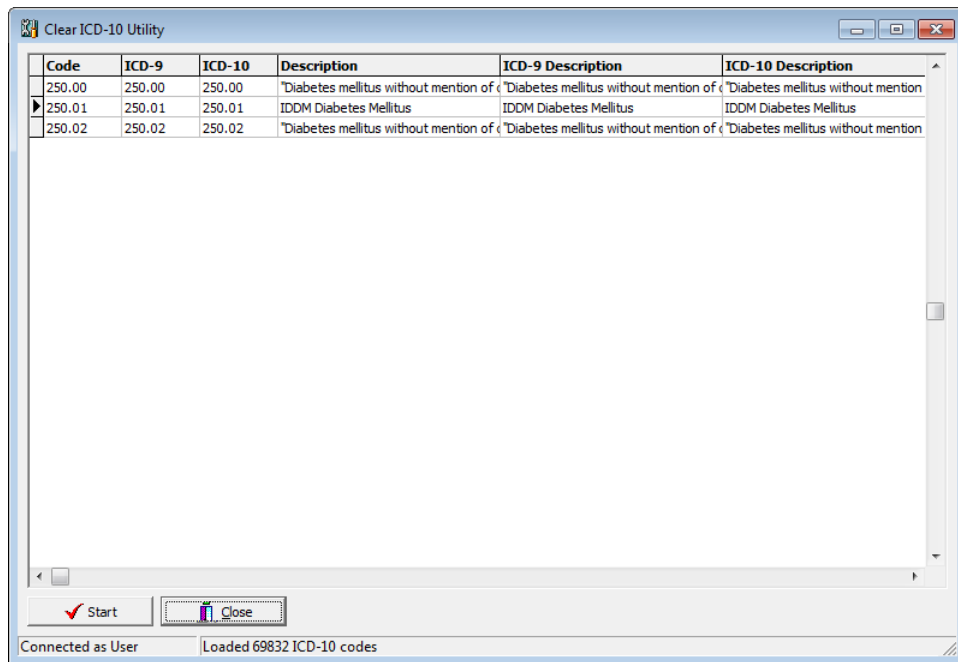 Clear ICD-10 Utility
Code ICD-9 ICD-10 Description ICD-9 Description ICD-10 Description
250.00 250.00 250.00 "Diabetes mellitus without mention of "Diabetes mellitus without mention of "Diabetes mellitus without mention
250.01 250.01 250.01 IDDM Diabetes Mellitus IDDM Diabetes Mellitus IDDM Diabetes Mellitus
250.02 250.02 250.02 "Diabetes mellitus without mention of "Diabetes mellitus without mention of "Diabetes mellitus without mention
Start Close
Connected as User Loaded 69832 ICD-10 codes